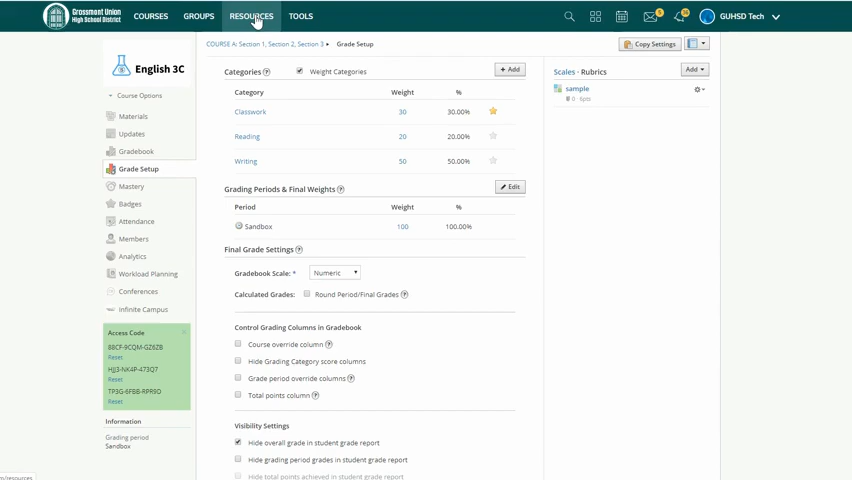 Grossmont Union
High School District
COURSES GROUPS RESOURCES TOOLS
GUHSD Tech
COURSE A: Section 1, Section 2, Section 3 ▸ Grade Setup
Copy Settings
English 3C
Course Options
Materials
Updates
Gradebook
Grade Setup
Mastery
Badges
Attendance
Members
Analytics
Workload Planning
Conferences
Infinite Campus
Access Code
88CF-9CQM-GZ6ZB
Reset
HJJ3-NK4P-473Q7
Reset
TP3G-6FBB-RPR9D
Reset
Information
Grading period
Sandbox
Categories ? Weight Categories + Add
Category Weight %
Classwork 30 30.00%
Reading 20 20.00%
Writing 50 50.00%
Grading Periods & Final Weights ? Edit
Period Weight %
Sandbox 100 100.00%
Final Grade Settings ?
Gradebook Scale: * Numeric
Calculated Grades: Round Period/Final Grades ?
Control Grading Columns in Gradebook
Course override column ?
Hide Grading Category score columns
Grade period override columns ?
Total points column ?
Visibility Settings
Hide overall grade in student grade report
Hide grading period grades in student grade report
Hide total points achieved in student grade report
Scales · Rubrics Add
sample
0 · 6pts
m/resources